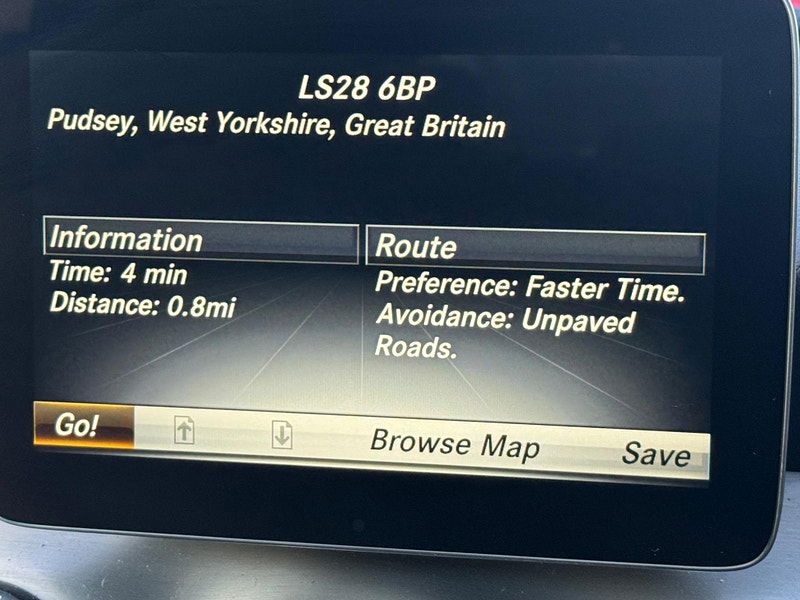 LS28 6BP
Pudsey, West Yorkshire, Great Britain
Information
Time: 4 min
Distance: 0.8mi
Route
Preference: Faster Time.
Avoidance: Unpaved
Roads.
Go!
Browse Map
Save